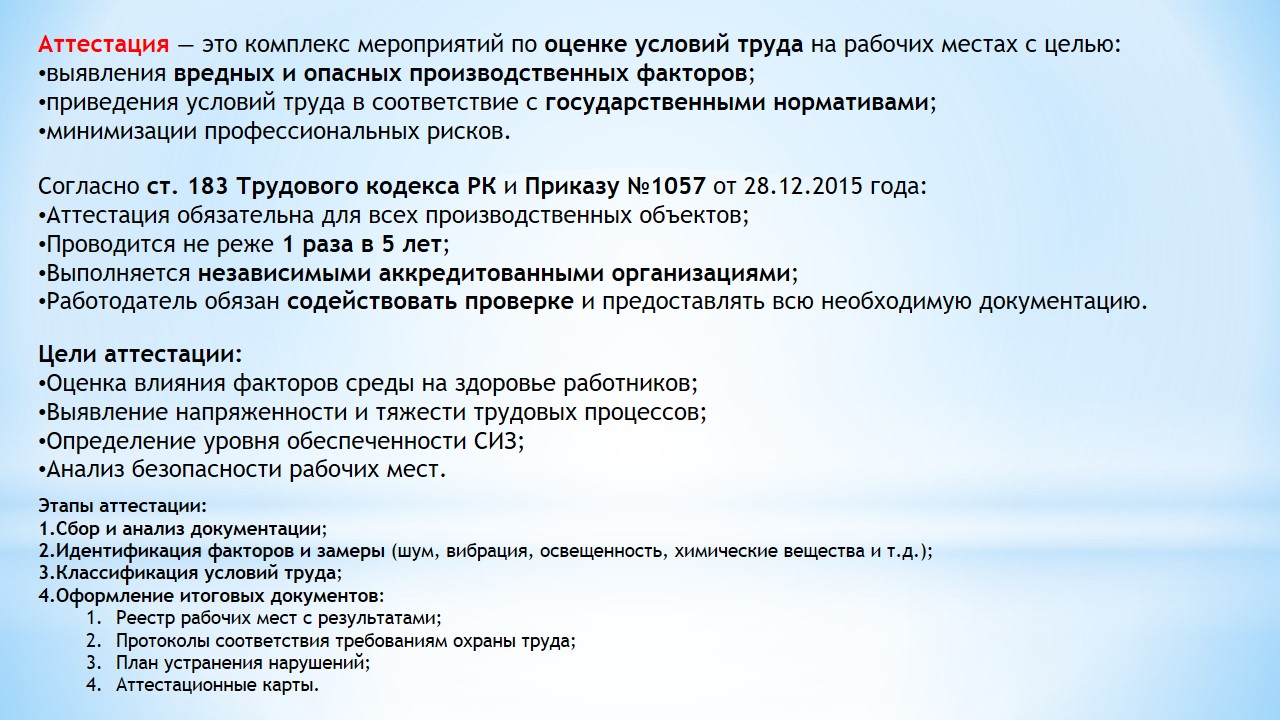 Аттестация — это комплекс мероприятий по оценке условий труда на рабочих местах с целью:
•выявления вредных и опасных производственных факторов;
•приведения условий труда в соответствие с государственными нормативами;
•минимизации профессиональных рисков.
Согласно ст. 183 Трудового кодекса РК и Приказу №1057 от 28.12.2015 года:
•Аттестация обязательна для всех производственных объектов;
•Проводится не реже 1 раза в 5 лет;
•Выполняется независимыми аккредитованными организациями;
•Работодатель обязан содействовать проверке и предоставлять всю необходимую документацию.
Цели аттестации:
•Оценка влияния факторов среды на здоровье работников;
•Выявление напряженности и тяжести трудовых процессов;
•Определение уровня обеспеченности СИЗ;
•Анализ безопасности рабочих мест.
Этапы аттестации:
1.Сбор и анализ документации;
2.Идентификация факторов и замеры (шум, вибрация, освещенность, химические вещества и т.д.);
3.Классификация условий труда;
4.Оформление итоговых документов:
1. Реестр рабочих мест с результатами;
2. Протоколы соответствия требованиям охраны труда;
3. План устранения нарушений;
4. Аттестационные карты.